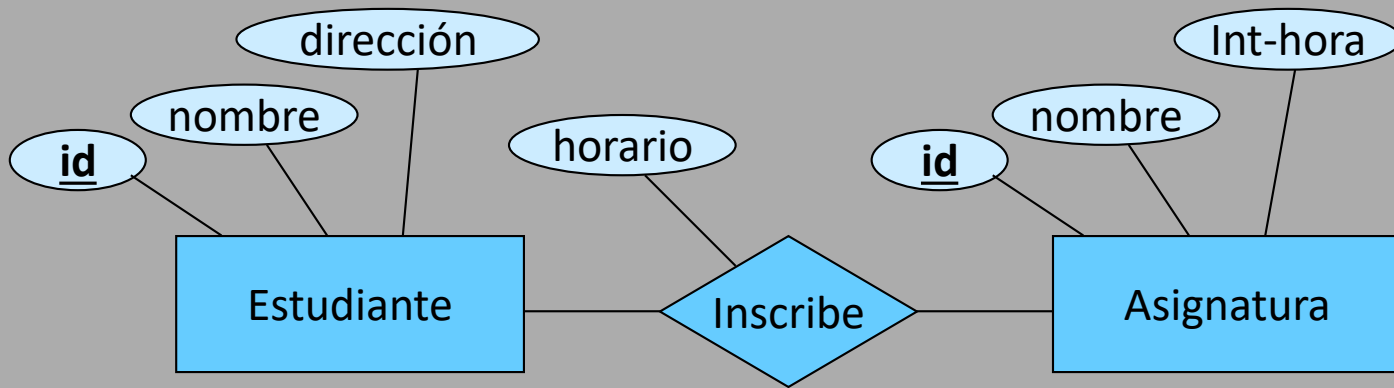 dirección
Int-hora
nombre
nombre
horario
id
id
Estudiante
Inscribe
Asignatura